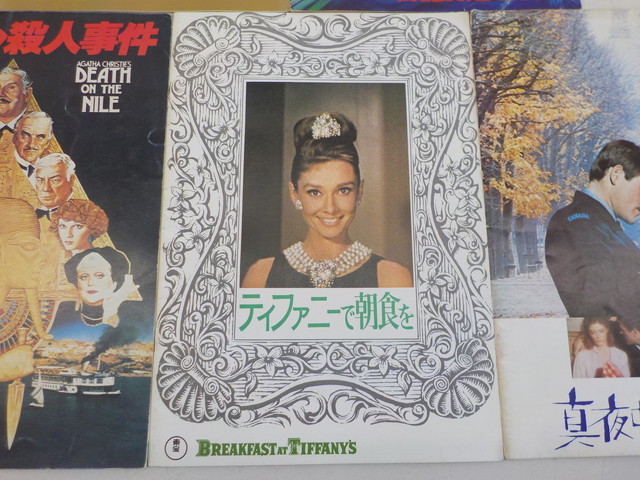 殺人事件
AGATHA CHRISTIE'S
DEATH
ON THE
NILE
ティファニーで朝食を
東宝
BREAKFAST AT TIFFANY'S
CANADA
真夜